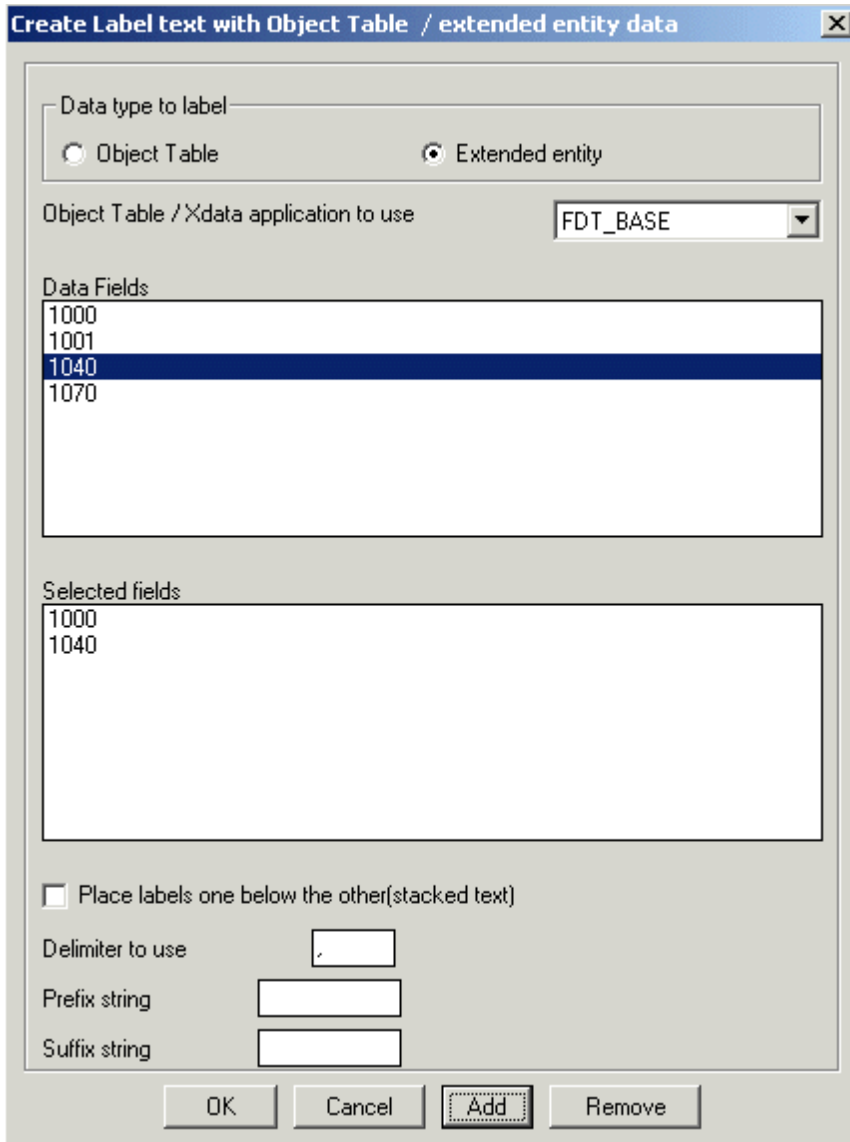 Create Label text with Object Table / extended entity data
Data type to label
Object Table
Extended entity
Object Table / Xdata application to use
FDT_BASE
Data Fields
1000
1001
1040
1070
Selected fields
1000
1040
Place labels one below the other(stacked text)
Delimiter to use
,
Prefix string
Suffix string
OK
Cancel
Add
Remove